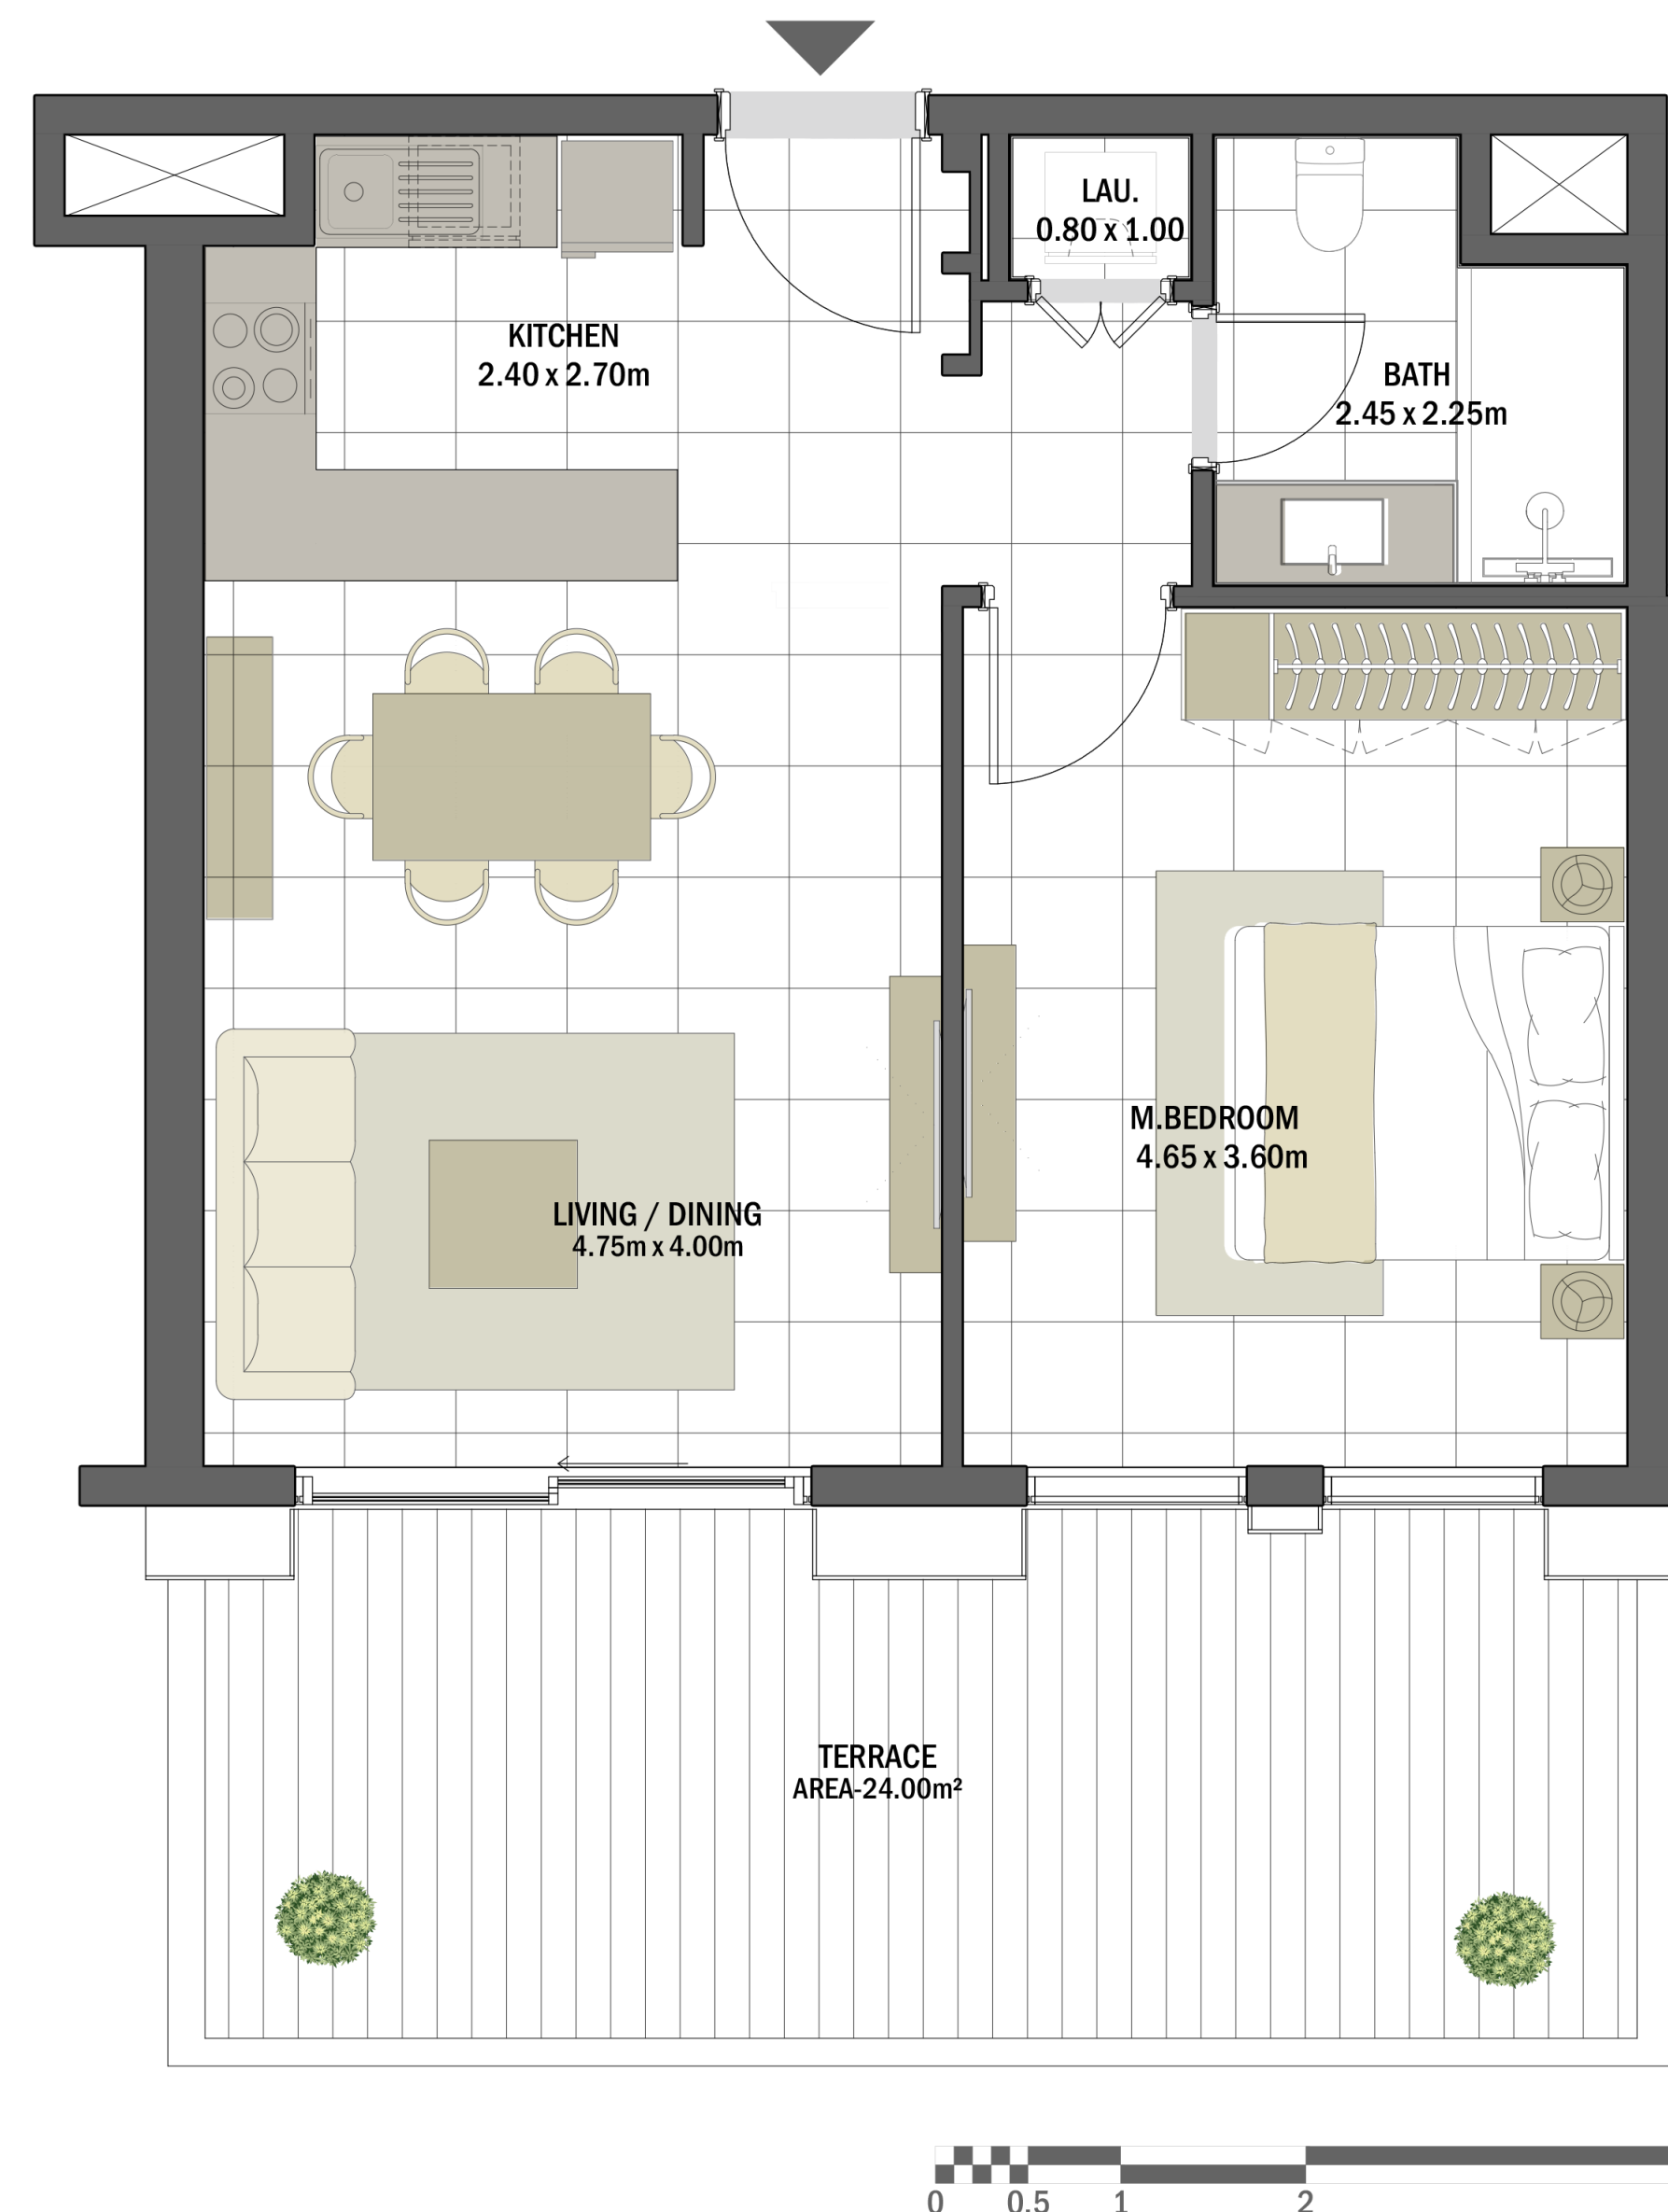 LAU.
0.80 x 1.00
KITCHEN
2.40 x 2.70m
BATH
2.45 x 2.25m
M.BEDROOM
4.65 x 3.60m
LIVING / DINING
4.75m x 4.00m
TERRACE
AREA-24.00m²
0 0.5 1 2